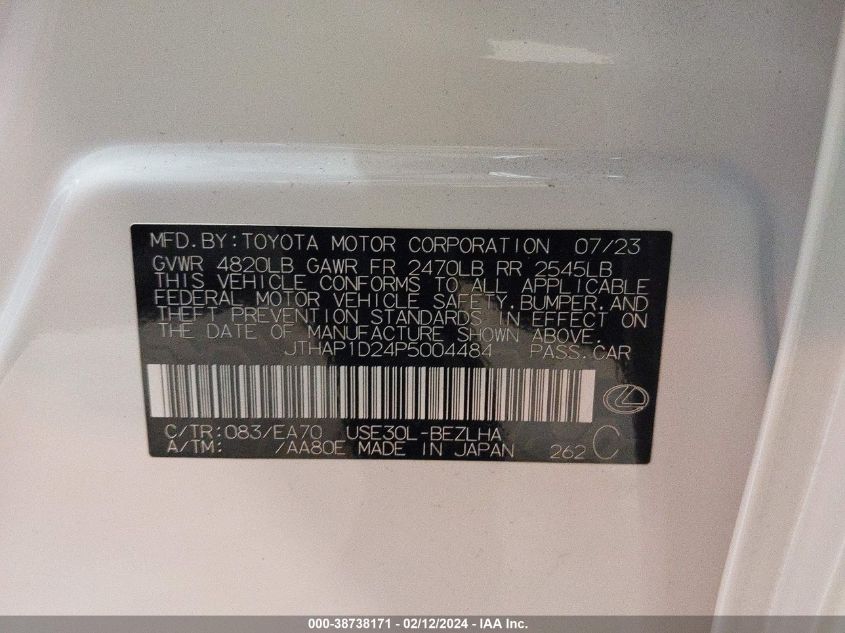 MFD.BY:TOYOTA MOTOR CORPORATION 07/23
GVWR 4820LB GAWR FR 2470LB RR 2545LB
THIS VEHICLE CONFORMS TO ALL APPLICABLE
FEDERAL MOTOR VEHICLE SAFETY,BUMPER,AND
THEFT PREVENTION STANDARDS IN EFFECT ON
THE DATE OF MANUFACTURE SHOWN ABOVE.
JTHAP1D24P5004484 PASS.CAR
C/TR:083/EA70 USE30L-BEZLHA
A/TM: /AA80E MADE IN JAPAN 262 C
000-38738171 - 02/12/2024 - IAA Inc.